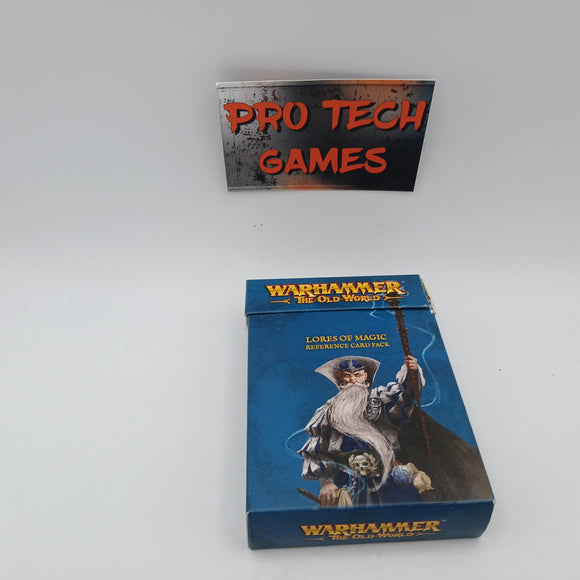 PRO TECH
GAMES
WARHAMMER
THE OLD WORLD
LORES OF MAGIC
REFERENCE CARD PACK
WARHAMMER
THE OLD WORLD